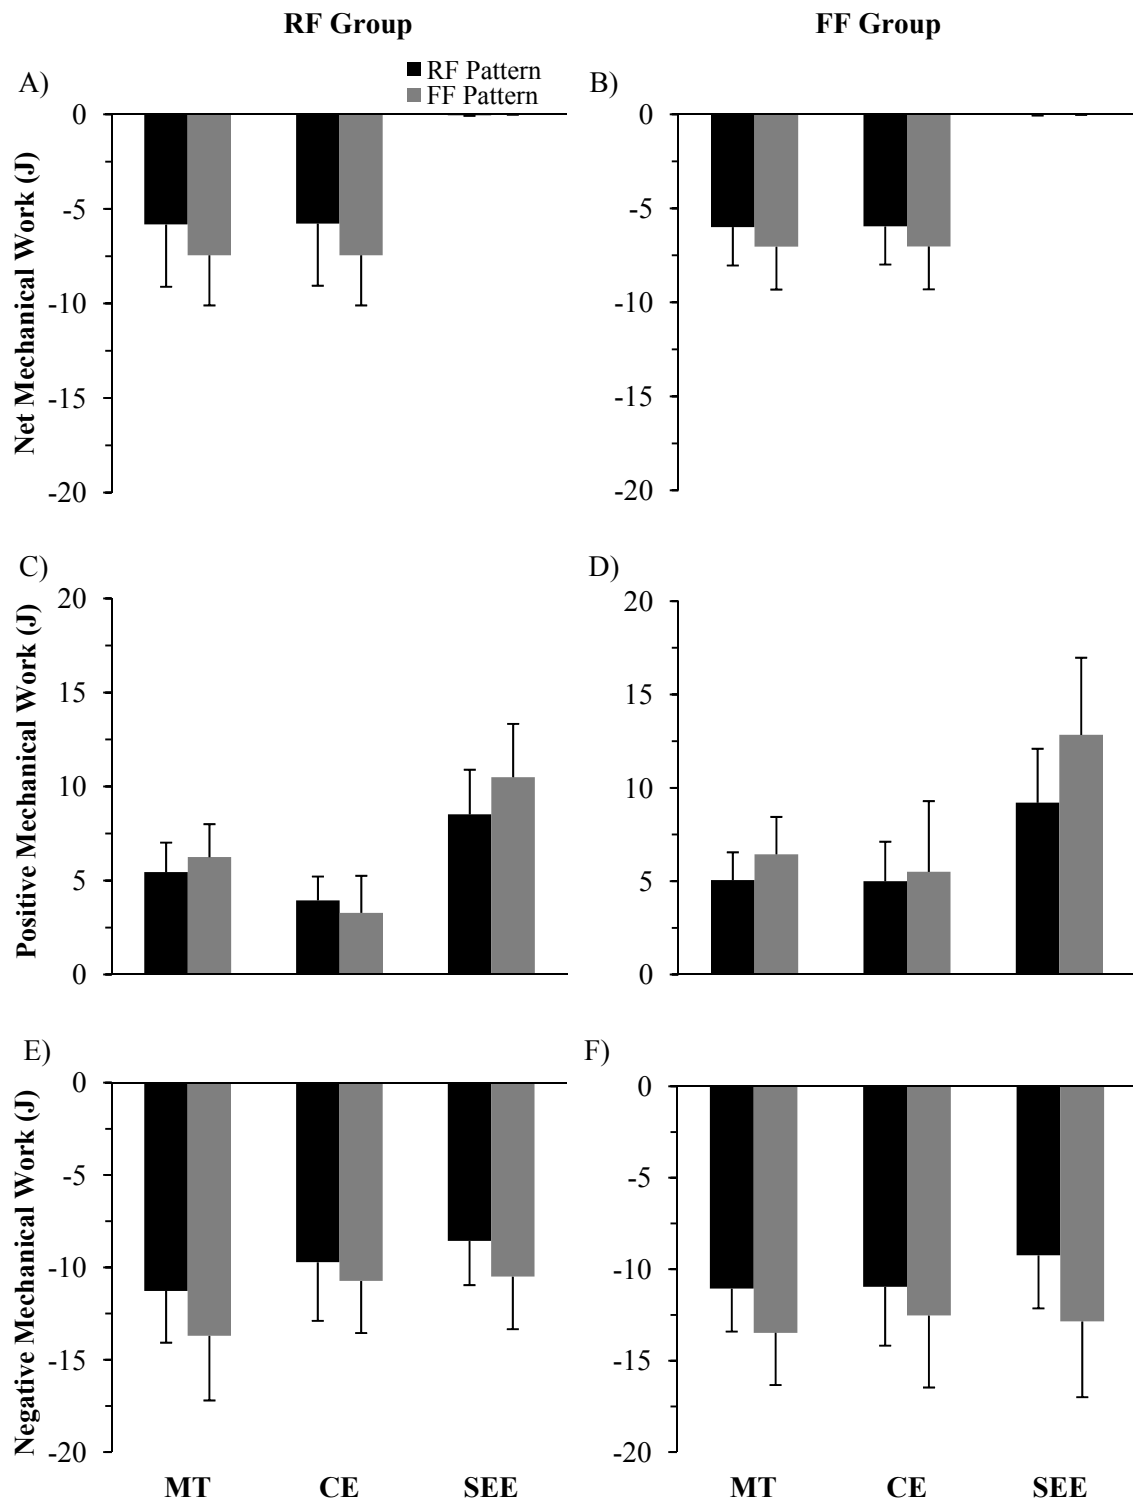 RF Group
FF Group
A)
RF Pattern
FF Pattern
B)
Net Mechanical Work (J)
0
-5
-10
-15
-20
0
-5
-10
-15
-20
C)
D)
Positive Mechanical Work (J)
20
15
10
5
0
20
15
10
5
0
E)
F)
Negative Mechanical Work (J)
0
-5
-10
-15
-20
0
-5
-10
-15
-20
MT CE SEE
MT CE SEE